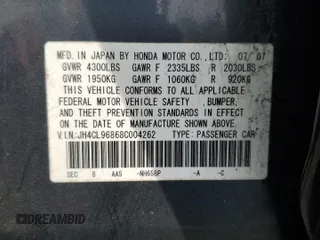 MFD. IN JAPAN BY HONDA MOTOR CO., LTD. 07/07
GVWR 4300LBS GAWR F 2335LBS R 2030LBS
GVWR 1950KG GAWR F 1060KG R 920KG
THIS VEHICLE CONFORMS TO ALL APPLICABLE
FEDERAL MOTOR VEHICLE SAFETY, BUMPER,
AND THEFT PREVENTION STANDARDS IN EFFECT
ON THE DATE OF MANUFACTURE SHOWN ABOVE.
V.I.N.:JH4CL96868C004262 TYPE: PASSENGER CAR
SEC 8 AA5 -NH658P -A -C
EPICBID